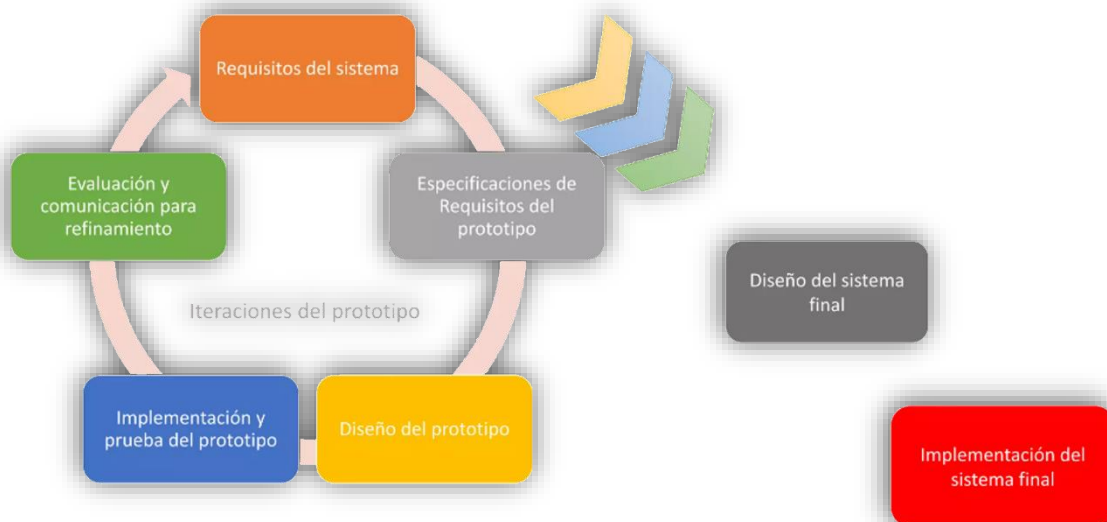 Requisitos del sistema
Especificaciones de
Requisitos del
prototipo
Evaluación y
comunicación para
refinamiento
Iteraciones del prototipo
Implementación y
prueba del prototipo
Diseño del prototipo
Diseño del sistema
final
Implementación del
sistema final